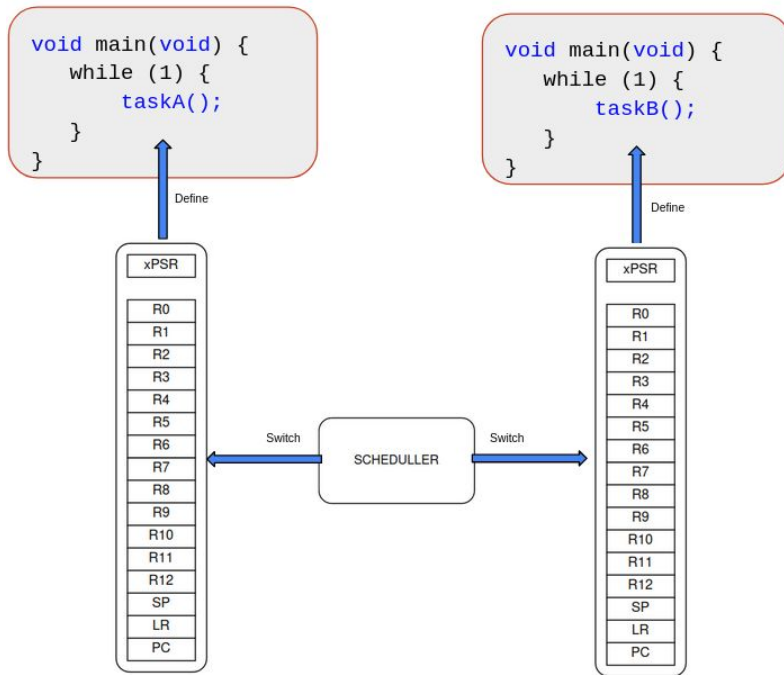 void main(void) {
while (1) {
taskA();
}
}
Define
xPSR
R0
R1
R2
R3
R4
R5
R6
R7
R8
R9
R10
R11
R12
SP
LR
PC
Switch
SCHEDULLER
Switch
void main(void) {
while (1) {
taskB();
}
}
Define
xPSR
R0
R1
R2
R3
R4
R5
R6
R7
R8
R9
R10
R11
R12
SP
LR
PC